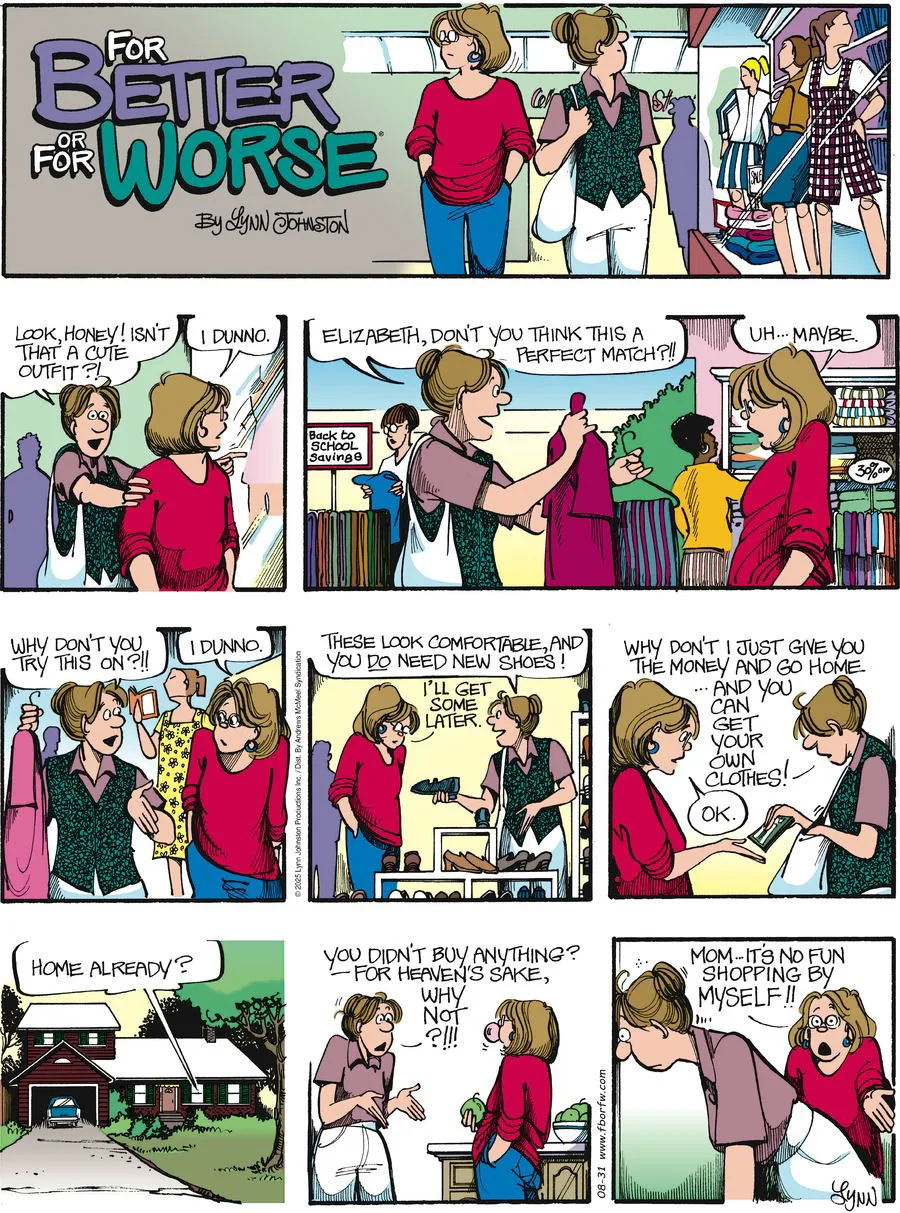 FOR
BETTER
OR
FOR WORSE®
BY LYNN JOHNSTON
SALE
LOOK, HONEY! ISN'T
THAT A CUTE
OUTFIT?!
I DUNNO.
ELIZABETH, DON'T YOU THINK THIS A
PERFECT MATCH?!!
UH... MAYBE.
Back to
SCHOOL
Savings
30% OFF
WHY DON'T YOU
TRY THIS ON?!!
I DUNNO.
© 2025 Lynn Johnston Productions Inc. / Dist. By Andrews McMeel Syndication
THESE LOOK COMFORTABLE, AND
YOU DO NEED NEW SHOES!
I'LL GET
SOME
LATER.
WHY DON'T I JUST GIVE YOU
THE MONEY AND GO HOME
... AND YOU
CAN
GET
YOUR
OWN
CLOTHES!
OK.
HOME ALREADY?
YOU DIDN'T BUY ANYTHING?
— FOR HEAVEN'S SAKE,
WHY
NOT
?!!!
08-31 www.fborfw.com
MOM--IT'S NO FUN
SHOPPING BY
MYSELF!!
LYNN